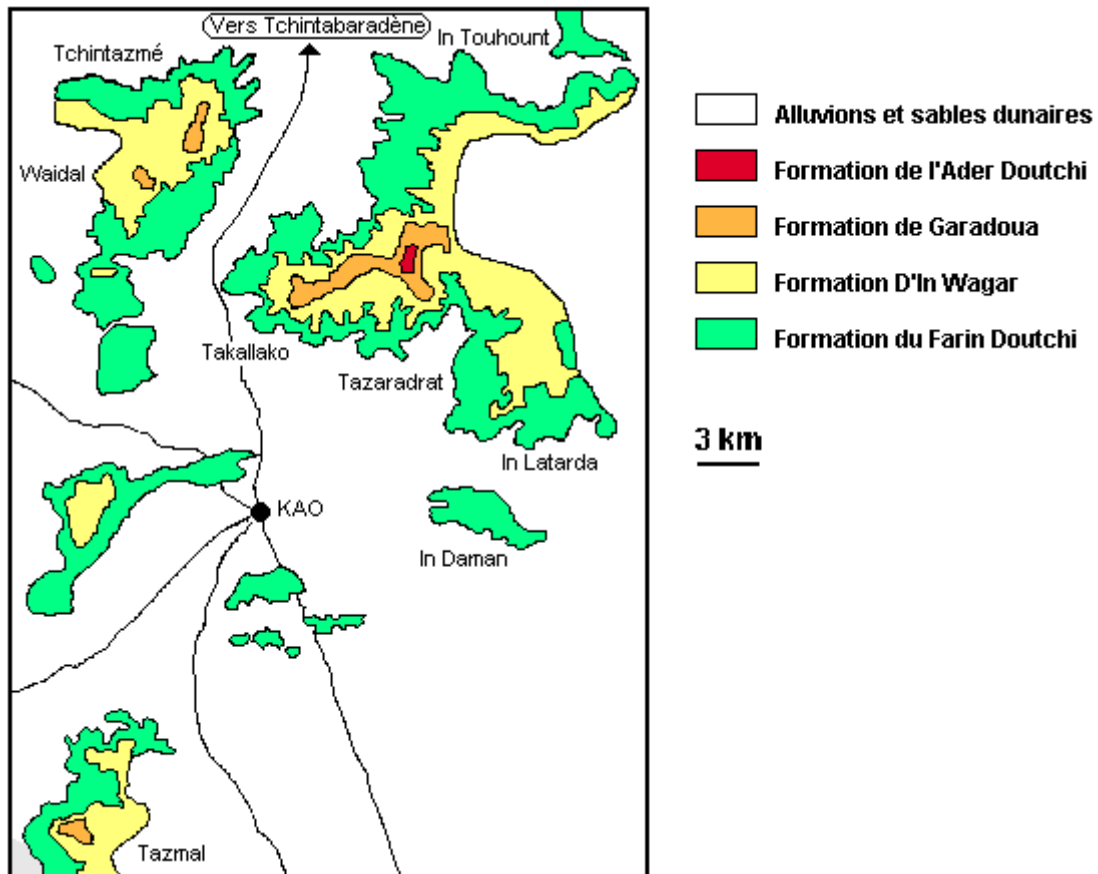 Vers Tchintabaradène
In Touhount
Tchintazmé
Waidal
Takallako
Tazaradrat
In Latarda
KAO
In Daman
Tazmal
Alluvions et sables dunaires
Formation de l'Ader Doutchi
Formation de Garadoua
Formation D'In Wagar
Formation du Farin Doutchi
3 km